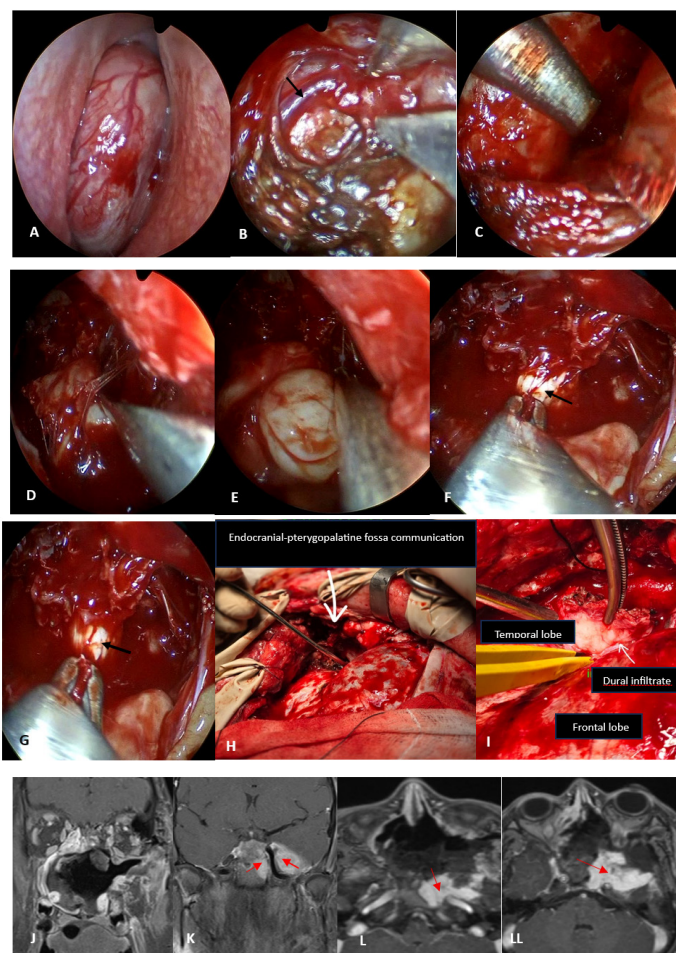 A
B
C
D
E
F
G
Endocranial-pterygopalatine fossa communication
H
Temporal lobe
Dural infiltrate
Frontal lobe
I
J
K
L
LL